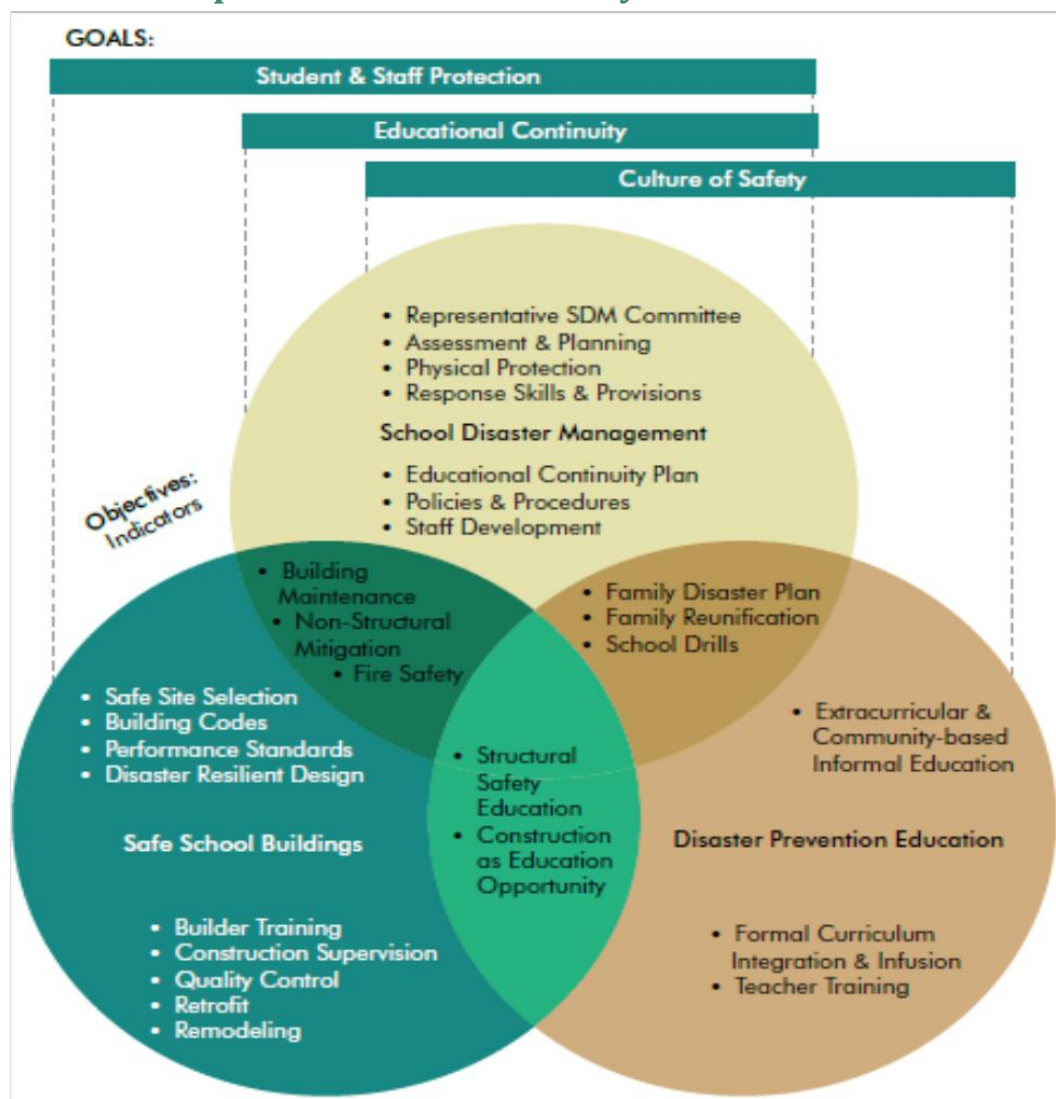 GOALS:
Student & Staff Protection
Educational Continuity
Culture of Safety
• Representative SDM Committee
• Assessment & Planning
• Physical Protection
• Response Skills & Provisions
School Disaster Management
• Educational Continuity Plan
• Policies & Procedures
• Staff Development
Objectives:
Indicators
• Building
Maintenance
• Non-Structural
Mitigation
• Fire Safety
• Family Disaster Plan
• Family Reunification
• School Drills
• Safe Site Selection
• Building Codes
• Performance Standards
• Disaster Resilient Design
Safe School Buildings
• Builder Training
• Construction Supervision
• Quality Control
• Retrofit
• Remodeling
• Structural
Safety
Education
• Construction
as Education
Opportunity
• Extracurricular &
Community-based
Informal Education
Disaster Prevention Education
• Formal Curriculum
Integration & Infusion
• Teacher Training